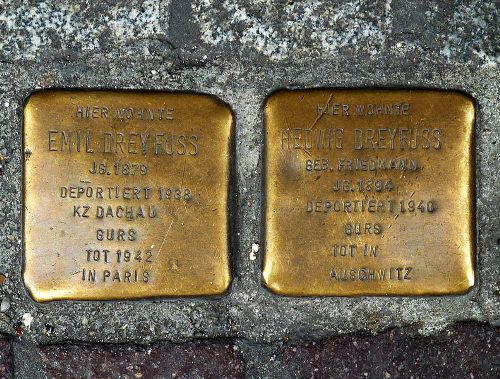 HIER WOHNTE
EMIL DREYFUSS
JG. 1879
DEPORTIERT 1938
KZ DACHAU
GURS
TOT 1942
IN PARIS
HIER WOHNTE
HEDWIG DREYFUSS
GEB. FRIEDMANN
JG. 1894
DEPORTIERT 1940
GURS
TOT IN
AUSCHWITZ